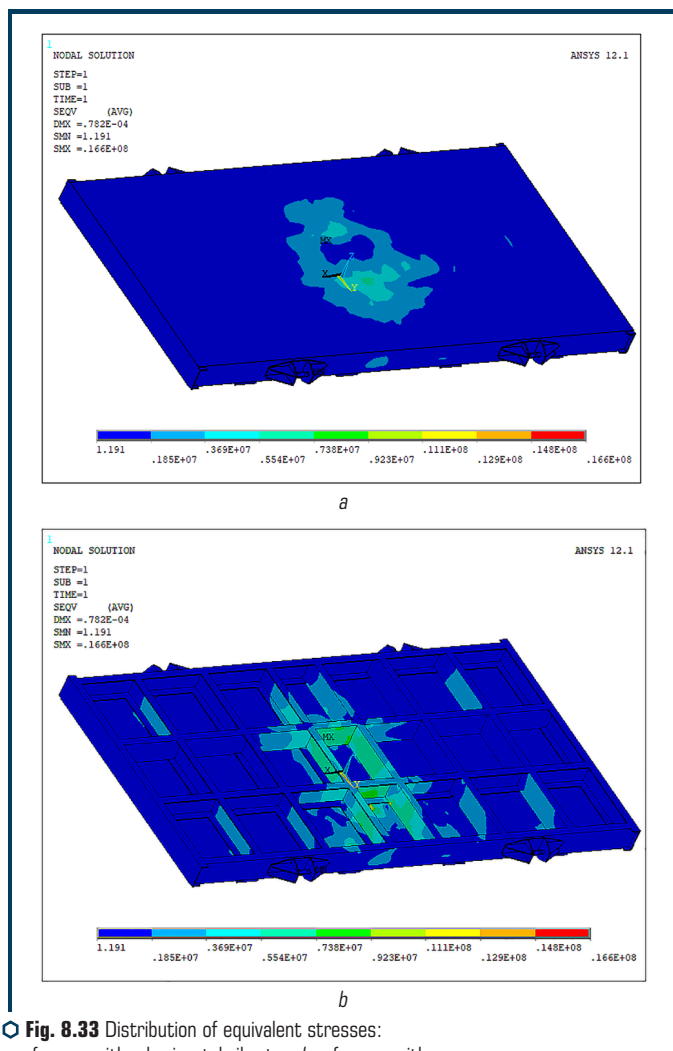 1
NODAL SOLUTION
ANSYS 12.1
STEP=1
SUB =1
TIME=1
SEQV (AVG)
DMX =.782E-04
SMN =1.191
SMX =.166E+08
MX
Z
X
Y
1.191 .369E+07 .738E+07 .111E+08 .148E+08
.185E+07 .554E+07 .923E+07 .129E+08 .166E+08
a
1
NODAL SOLUTION
ANSYS 12.1
STEP=1
SUB =1
TIME=1
SEQV (AVG)
DMX =.782E-04
SMN =1.191
SMX =.166E+08
MX
X
1.191 .369E+07 .738E+07 .111E+08 .148E+08
.185E+07 .554E+07 .923E+07 .129E+08 .166E+08
b
Fig. 8.33 Distribution of equivalent stresses: